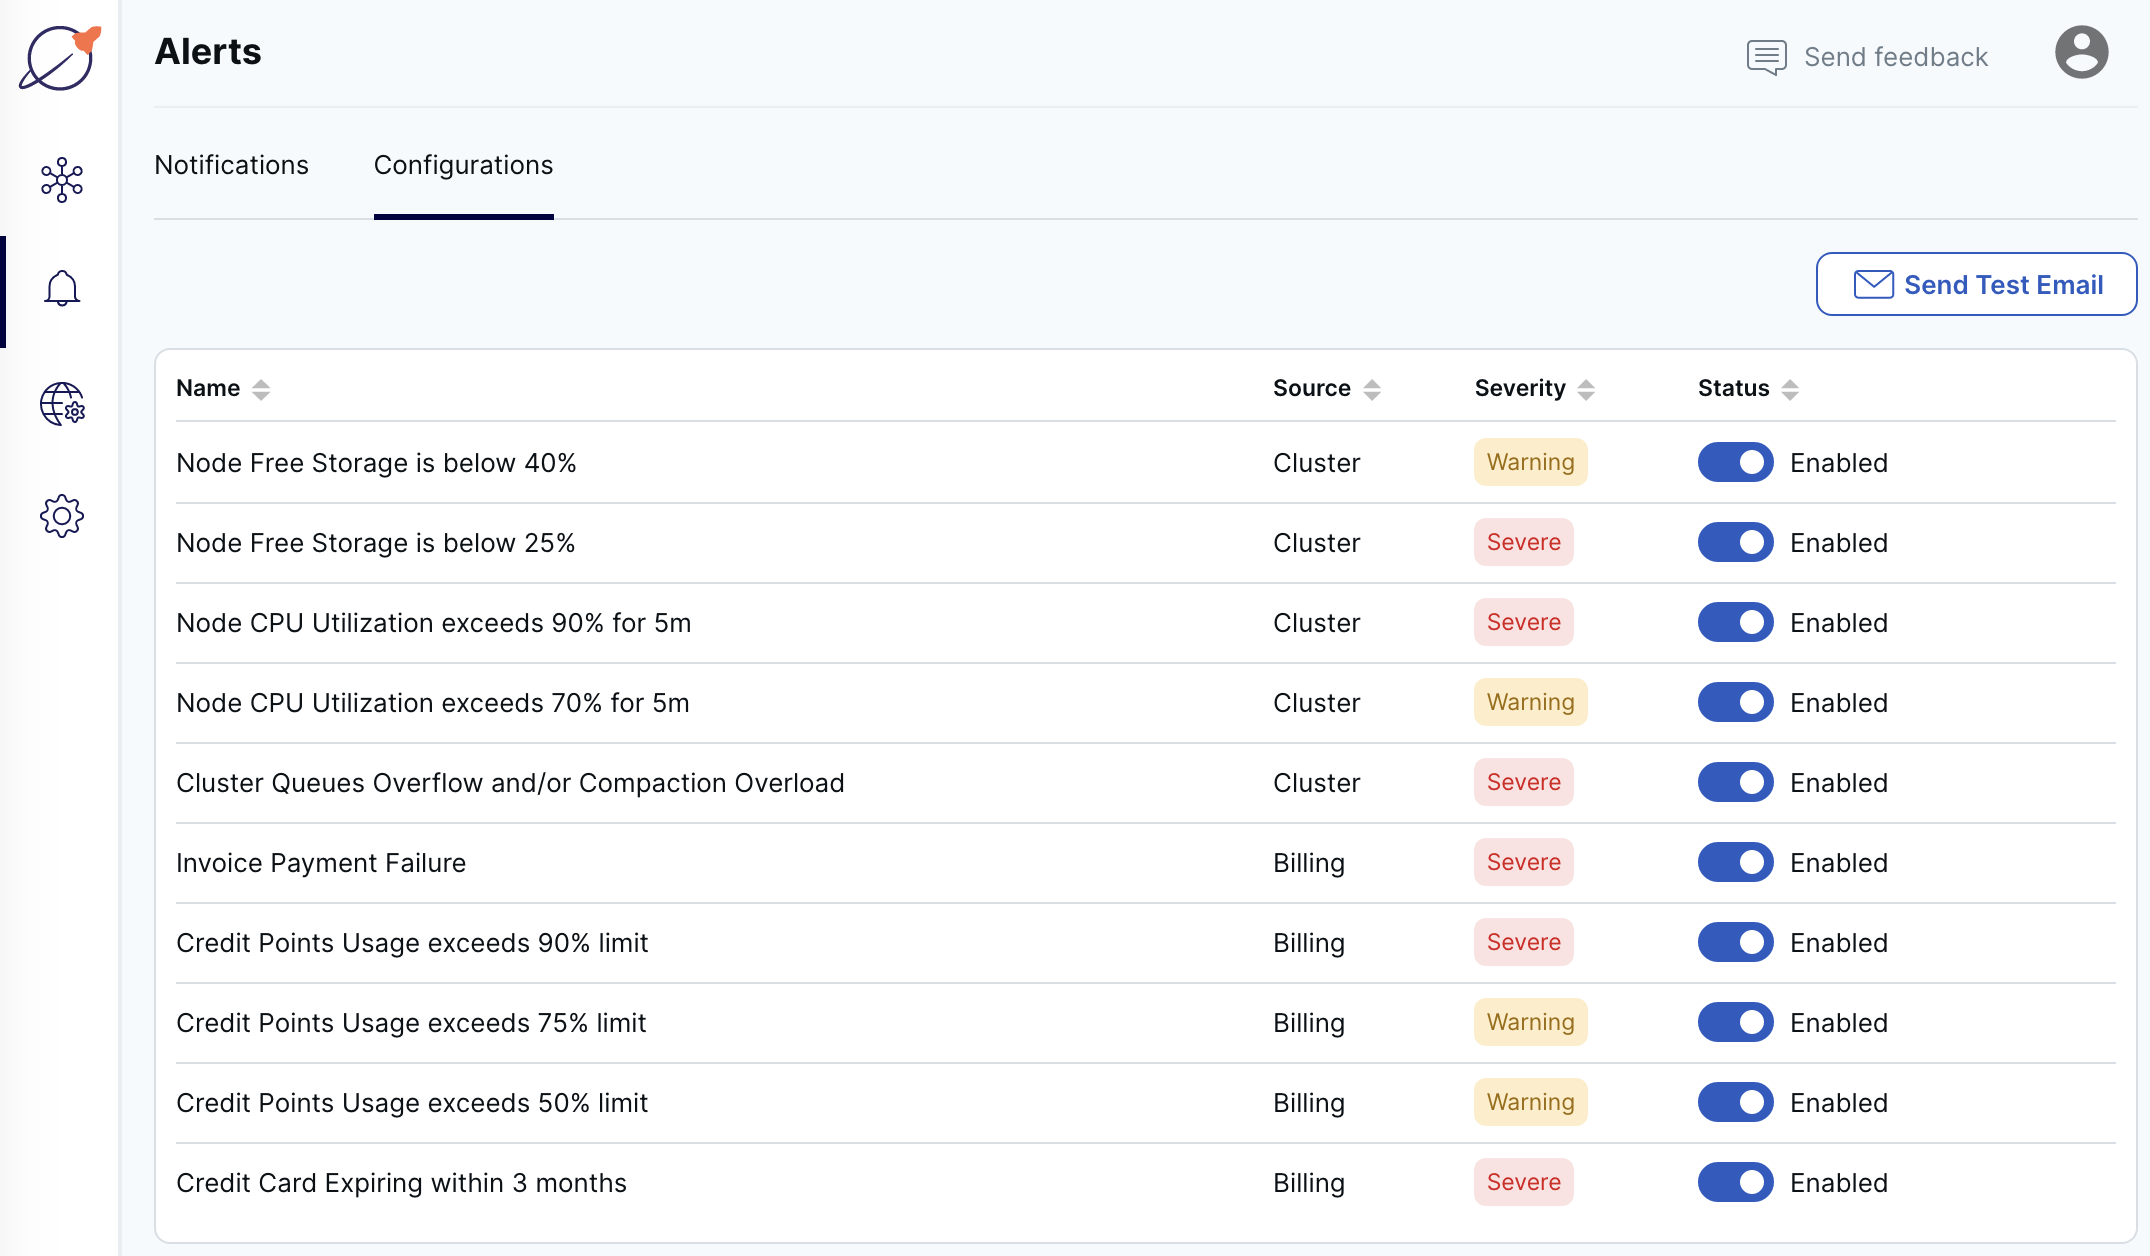 Alerts
Send feedback
Notifications Configurations
Send Test Email
Name Source Severity Status
Node Free Storage is below 40% Cluster Warning Enabled
Node Free Storage is below 25% Cluster Severe Enabled
Node CPU Utilization exceeds 90% for 5m Cluster Severe Enabled
Node CPU Utilization exceeds 70% for 5m Cluster Warning Enabled
Cluster Queues Overflow and/or Compaction Overload Cluster Severe Enabled
Invoice Payment Failure Billing Severe Enabled
Credit Points Usage exceeds 90% limit Billing Severe Enabled
Credit Points Usage exceeds 75% limit Billing Warning Enabled
Credit Points Usage exceeds 50% limit Billing Warning Enabled
Credit Card Expiring within 3 months Billing Severe Enabled